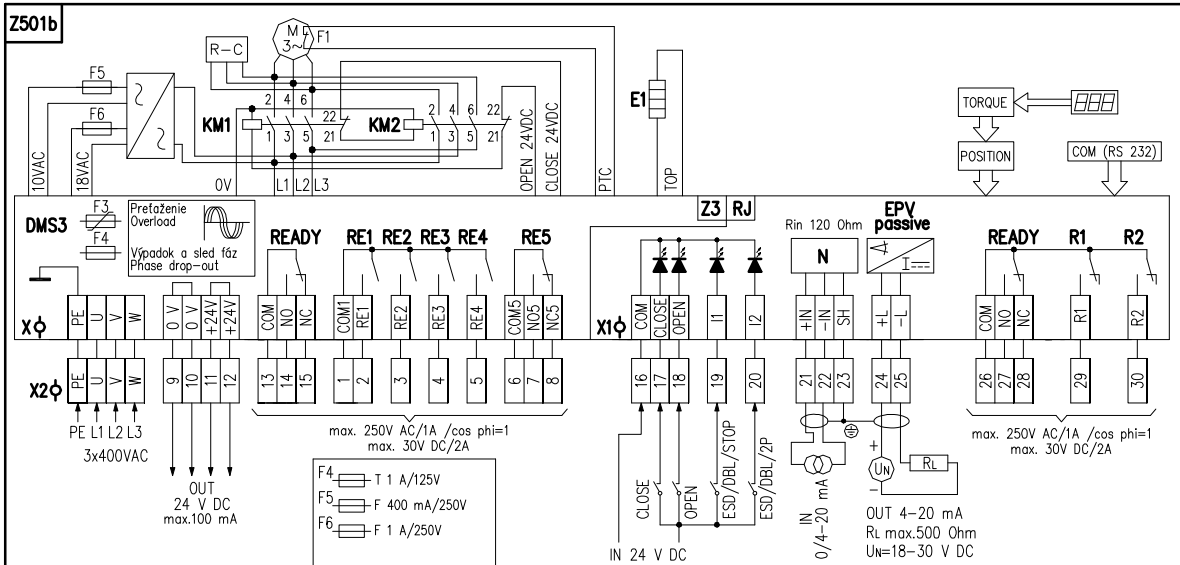 Z501b
M
3~
F1
R-C
F5
F6
2 4 6
22
KM1
1 3 5
21
KM2
2 4 6
22
1 3 5
21
E1
TORQUE
POSITION
COM (RS 232)
10VAC
18VAC
0V
L1 L2 L3
OPEN 24VDC
CLOSE 24VDC
PTC
TOP
DMS3
F3
F4
Preťaženie
Overload
Výpadok a sled fáz
Phase drop-out
READY
RE1 RE2 RE3 RE4
RE5
Z3 RJ
Rin 120 Ohm
N
EPV
passive
READY
R1
R2
X
PE
U
V
W
0 V
0 V
+24V
+24V
COM
NO
NC
COM1
RE1
RE2
RE3
RE4
COM5
NO5
NC5
X1
COM
CLOSE
OPEN
I1
I2
+IN
-IN
SH
+L
-L
COM
NO
NC
R1
R2
X2
PE
U
V
W
9
10
11
12
13
14
15
1
2
3
4
5
6
7
8
16
17
18
19
20
21
22
23
24
25
26
27
28
29
30
PE L1 L2 L3
3x400VAC
OUT
24 V DC
max.100 mA
max. 250V AC/1A /cos phi=1
max. 30V DC/2A
F4 T 1 A/125V
F5 F 400 mA/250V
F6 F 1 A/250V
CLOSE
OPEN
ESD/DBL/STOP
ESD/DBL/2P
IN 24 V DC
IN
0/4-20 mA
+
UN
-
RL
OUT 4-20 mA
RL max.500 Ohm
UN=18-30 V DC
max. 250V AC/1A /cos phi=1
max. 30V DC/2A